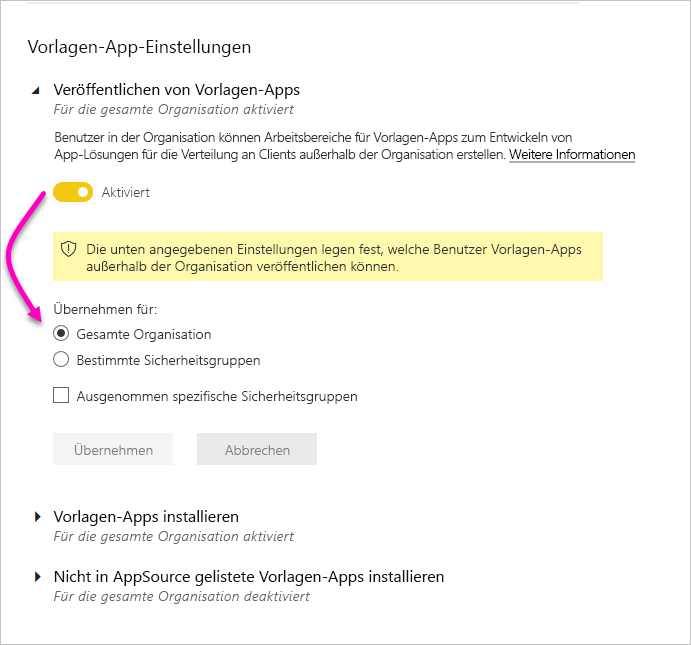 Vorlagen-App-Einstellungen
Veröffentlichen von Vorlagen-Apps
Für die gesamte Organisation aktiviert
Benutzer in der Organisation können Arbeitsbereiche für Vorlagen-Apps zum Entwickeln von
App-Lösungen für die Verteilung an Clients außerhalb der Organisation erstellen. Weitere Informationen
Aktiviert
Die unten angegebenen Einstellungen legen fest, welche Benutzer Vorlagen-Apps
außerhalb der Organisation veröffentlichen können.
Übernehmen für:
Gesamte Organisation
Bestimmte Sicherheitsgruppen
Ausgenommen spezifische Sicherheitsgruppen
Übernehmen Abbrechen
Vorlagen-Apps installieren
Für die gesamte Organisation aktiviert
Nicht in AppSource gelistete Vorlagen-Apps installieren
Für die gesamte Organisation deaktiviert